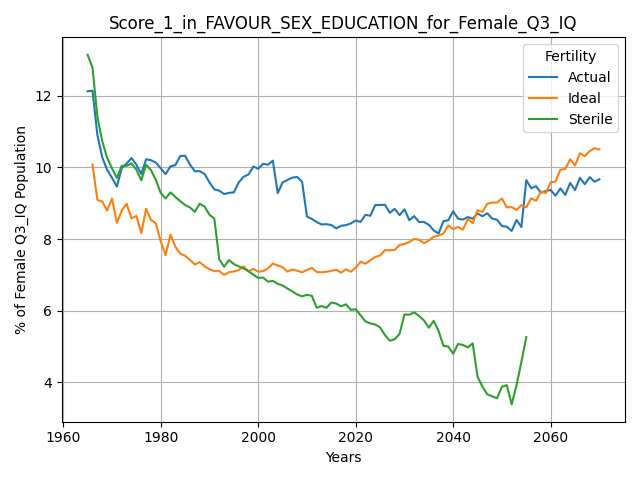 Score_1_in_FAVOUR_SEX_EDUCATION_for_Female_Q3_IQ
% of Female Q3_IQ Population
12
10
8
6
4
Fertility
Actual
Ideal
Sterile
1960
1980
2000
2020
2040
2060
Years